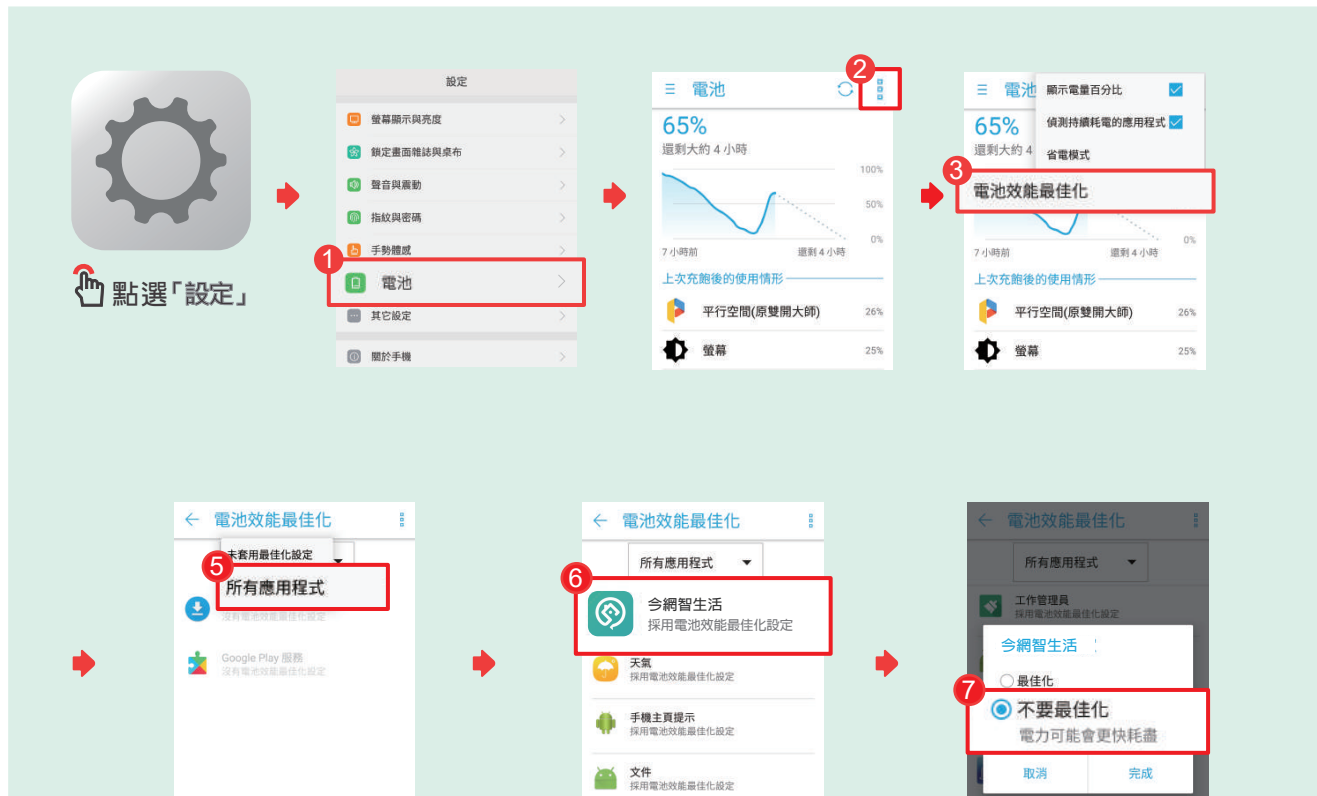 點選「設定」
設定
螢幕顯示與亮度
鎖定畫面雜誌與桌布
聲音與震動
指紋與密碼
手勢體感
1
電池
其它設定
關於手機
2
電池
65%
還剩大約 4 小時
100%
50%
0%
7 小時前
還剩 4 小時
上次充飽後的使用情形
平行空間(原雙開大師)
26%
螢幕
25%
電池
顯示電量百分比
65%
偵測持續耗電的應用程式
還剩大約 4
省電模式
3
電池效能最佳化
0%
7 小時前
還剩 4 小時
上次充飽後的使用情形
平行空間(原雙開大師)
26%
螢幕
25%
電池效能最佳化
未套用最佳化設定
5
所有應用程式
沒有電池效能最佳化設定
Google Play 服務
沒有電池效能最佳化設定
電池效能最佳化
所有應用程式
6
今網智生活
採用電池效能最佳化設定
天氣
採用電池效能最佳化設定
手機主頁提示
採用電池效能最佳化設定
文件
採用電池效能最佳化設定
電池效能最佳化
所有應用程式
工作管理員
採用電池效能最佳化設定
今網智生活
最佳化
7
不要最佳化
電力可能會更快耗盡
取消
完成